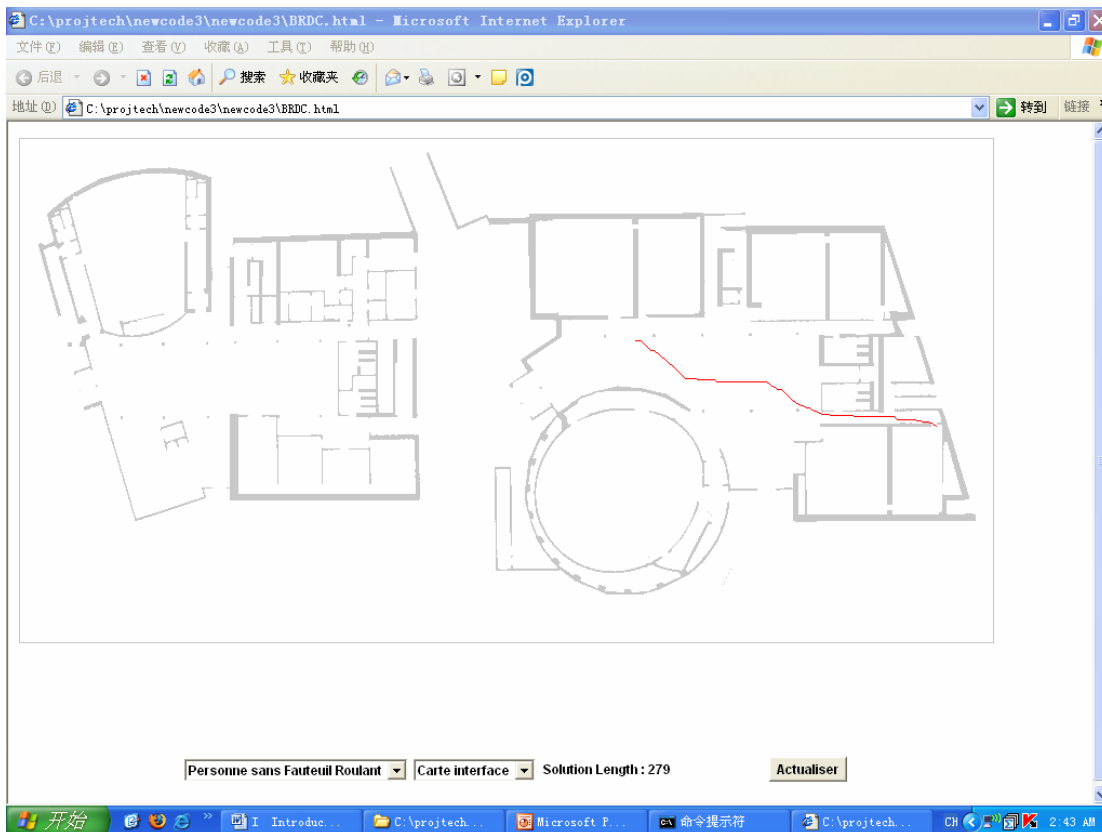 C:\projtech\newcode3\newcode3\BRDC.html - Microsoft Internet Explorer
文件(F) 编辑(E) 查看(V) 收藏(A) 工具(T) 帮助(H)
后退 搜索 收藏夹
地址(D) C:\projtech\newcode3\newcode3\BRDC.html 转到 链接 »
Personne sans Fauteuil Roulant Carte interface Solution Length : 279 Actualiser
开始 » I Introduc... C:\projtech... Microsoft P... 命令提示符 C:\projtech... CH 2:43 AM